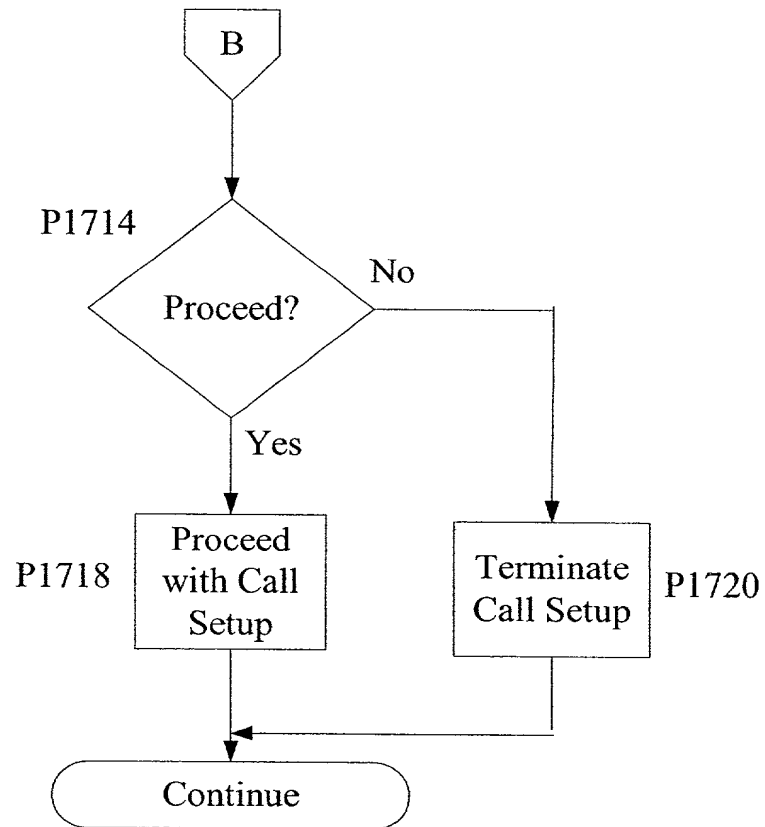 B
P1714
No
Proceed?
Yes
Proceed
with Call
Setup
P1718
Terminate
Call Setup
P1720
Continue